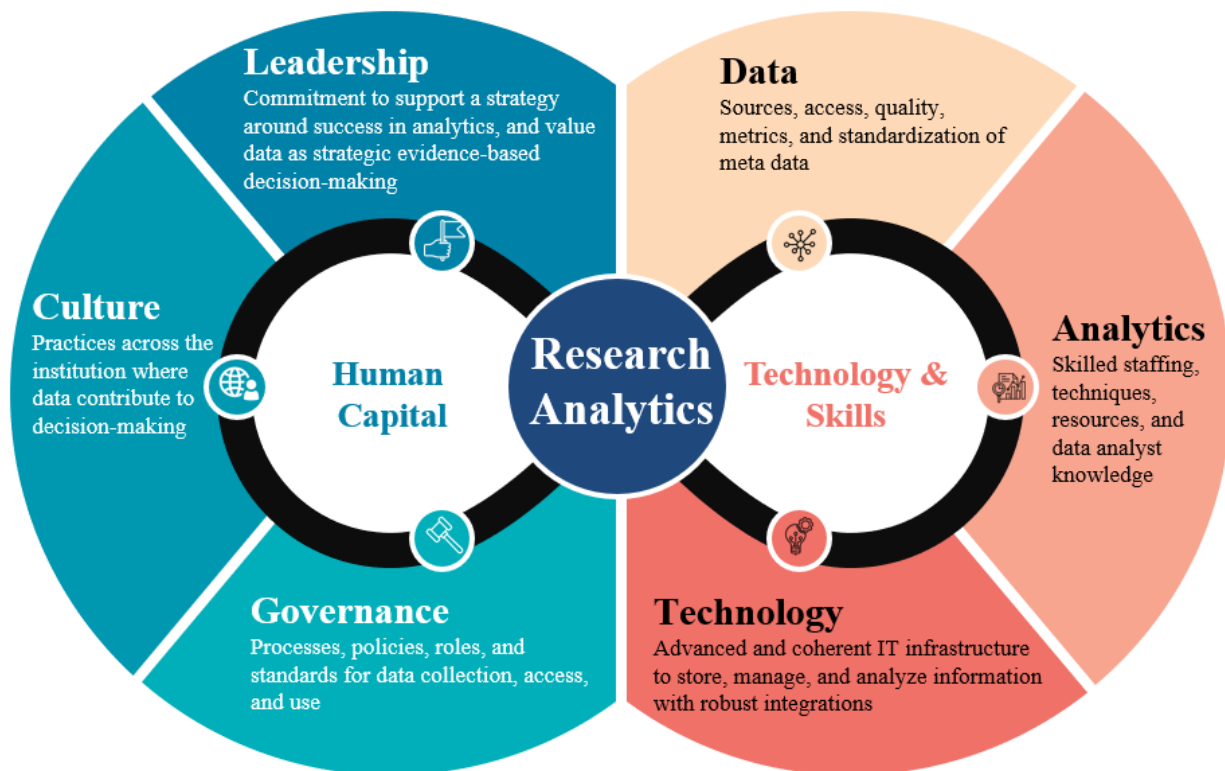 Leadership
Commitment to support a strategy
around success in analytics, and value
data as strategic evidence-based
decision-making
Data
Sources, access, quality,
metrics, and standardization of
meta data
Culture
Practices across the
institution where
data contribute to
decision-making
Human
Capital
Research
Analytics
Technology &
Skills
Analytics
Skilled staffing,
techniques,
resources, and
data analyst
knowledge
Governance
Processes, policies, roles, and
standards for data collection, access,
and use
Technology
Advanced and coherent IT infrastructure
to store, manage, and analyze information
with robust integrations